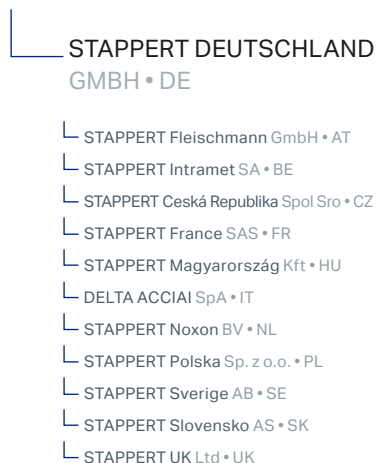 STAPPERT DEUTSCHLAND
GMBH • DE
STAPPERT Fleischmann GmbH • AT
STAPPERT Intramet SA • BE
STAPPERT Ceská Republika Spol Sro • CZ
STAPPERT France SAS • FR
STAPPERT Magyarország Kft • HU
DELTA ACCIAI SpA • IT
STAPPERT Noxon BV • NL
STAPPERT Polska Sp. z o.o. • PL
STAPPERT Sverige AB • SE
STAPPERT Slovensko AS • SK
STAPPERT UK Ltd • UK